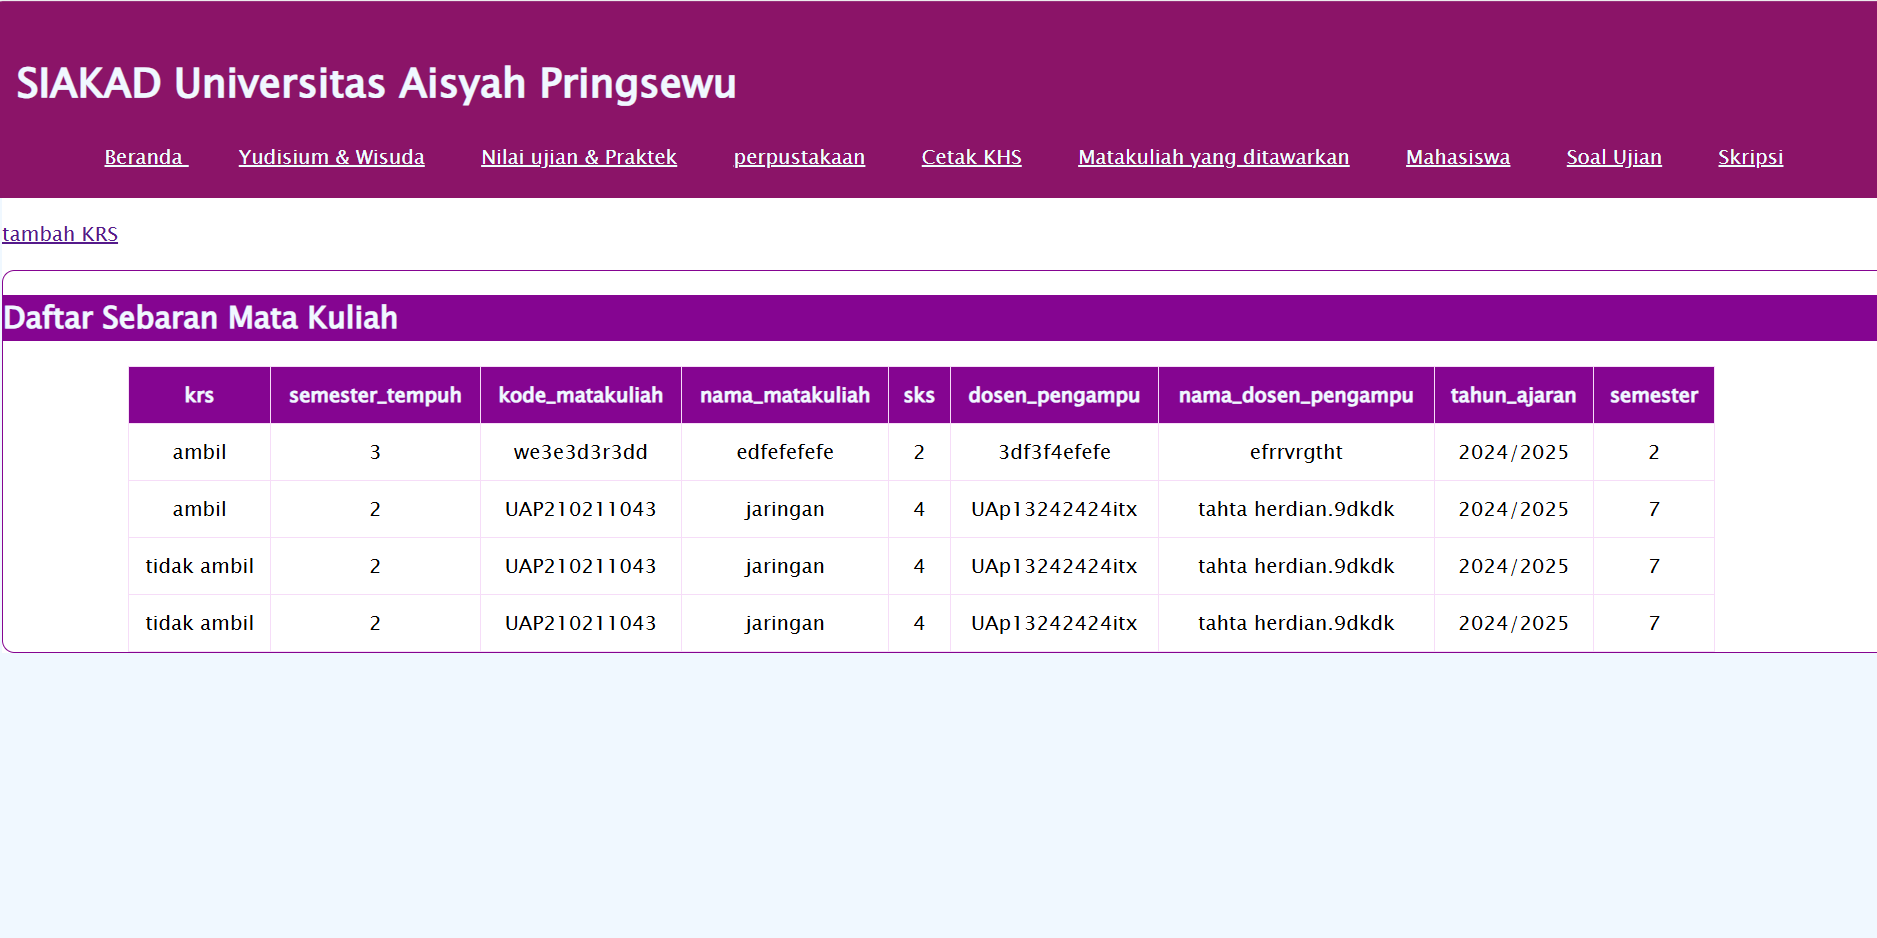 SIAKAD Universitas Aisyah Pringsewu
Beranda Yudisium & Wisuda Nilai ujian & Praktek perpustakaan Cetak KHS Matakuliah yang ditawarkan Mahasiswa Soal Ujian Skripsi
tambah KRS
Daftar Sebaran Mata Kuliah
krs semester_tempuh kode_matakuliah nama_matakuliah sks dosen_pengampu nama_dosen_pengampu tahun_ajaran semester
ambil 3 we3e3d3r3dd edfefefefe 2 3df3f4efefe efrrvrgtht 2024/2025 2
ambil 2 UAP210211043 jaringan 4 UAp13242424itx tahta herdian.9dkdk 2024/2025 7
tidak ambil 2 UAP210211043 jaringan 4 UAp13242424itx tahta herdian.9dkdk 2024/2025 7
tidak ambil 2 UAP210211043 jaringan 4 UAp13242424itx tahta herdian.9dkdk 2024/2025 7